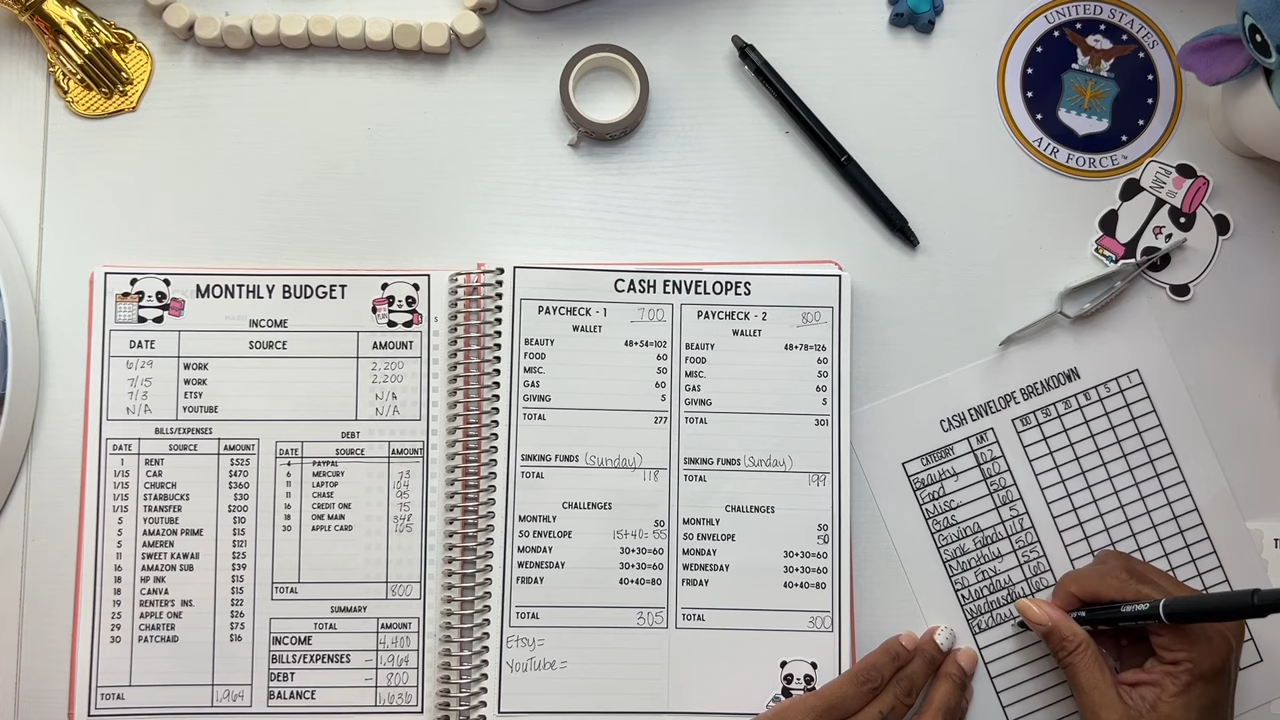 UNITED STATES
AIR FORCE
PLAN
MONTHLY BUDGET
INCOME
DATE SOURCE AMOUNT
6/29 WORK 2,200
7/15 WORK 2,200
7/3 ETSY N/A
N/A YOUTUBE N/A
BILLS/EXPENSES
DATE SOURCE AMOUNT
1 RENT $525
1/15 CAR $470
1/15 CHURCH $360
1/15 STARBUCKS $30
1/15 TRANSFER $200
5 YOUTUBE $10
5 AMAZON PRIME $15
5 AMEREN $121
11 SWEET KAWAII $25
16 AMAZON SUB $39
18 HP INK $15
18 CANVA $15
19 RENTER'S INS. $22
25 APPLE ONE $26
29 CHARTER $75
30 PATCHAID $16
TOTAL 1,964
DEBT
DATE SOURCE AMOUNT
4 PAYPAL
6 MERCURY 73
11 LAPTOP 104
11 CHASE 95
16 CREDIT ONE 75
18 ONE MAIN 348
30 APPLE CARD 105
TOTAL 800
SUMMARY
TOTAL AMOUNT
INCOME 4,400
BILLS/EXPENSES - 1,964
DEBT - 800
BALANCE 1,636
CASH ENVELOPES
PAYCHECK - 1 700
WALLET
BEAUTY 48+54=102
FOOD 60
MISC. 50
GAS 60
GIVING 5
TOTAL 277
SINKING FUNDS (Sunday)
TOTAL 118
CHALLENGES
MONTHLY 50
50 ENVELOPE 15+40=55
MONDAY 30+30=60
WEDNESDAY 30+30=60
FRIDAY 40+40=80
TOTAL 305
Etsy=
YouTube=
PAYCHECK - 2 800
WALLET
BEAUTY 48+78=126
FOOD 60
MISC. 50
GAS 60
GIVING 5
TOTAL 301
SINKING FUNDS (Sunday)
TOTAL 199
CHALLENGES
MONTHLY 50
50 ENVELOPE 50
MONDAY 30+30=60
WEDNESDAY 30+30=60
FRIDAY 40+40=80
TOTAL 300
CASH ENVELOPE BREAKDOWN
CATEGORY AMT 100 50 20 10 5 1
Beauty 102
Food 60
Misc. 50
Gas 60
Giving 5
Sink Funds 118
Monthly 50
50 Env. 55
Monday 60
Wednesday 60
Friday